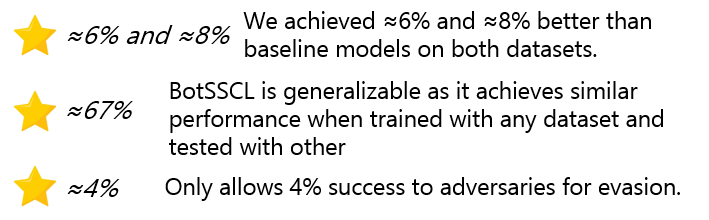 ≈6% and ≈8% We achieved ≈6% and ≈8% better than
baseline models on both datasets.
≈67% BotSSCL is generalizable as it achieves similar
performance when trained with any dataset and
tested with other
≈4% Only allows 4% success to adversaries for evasion.